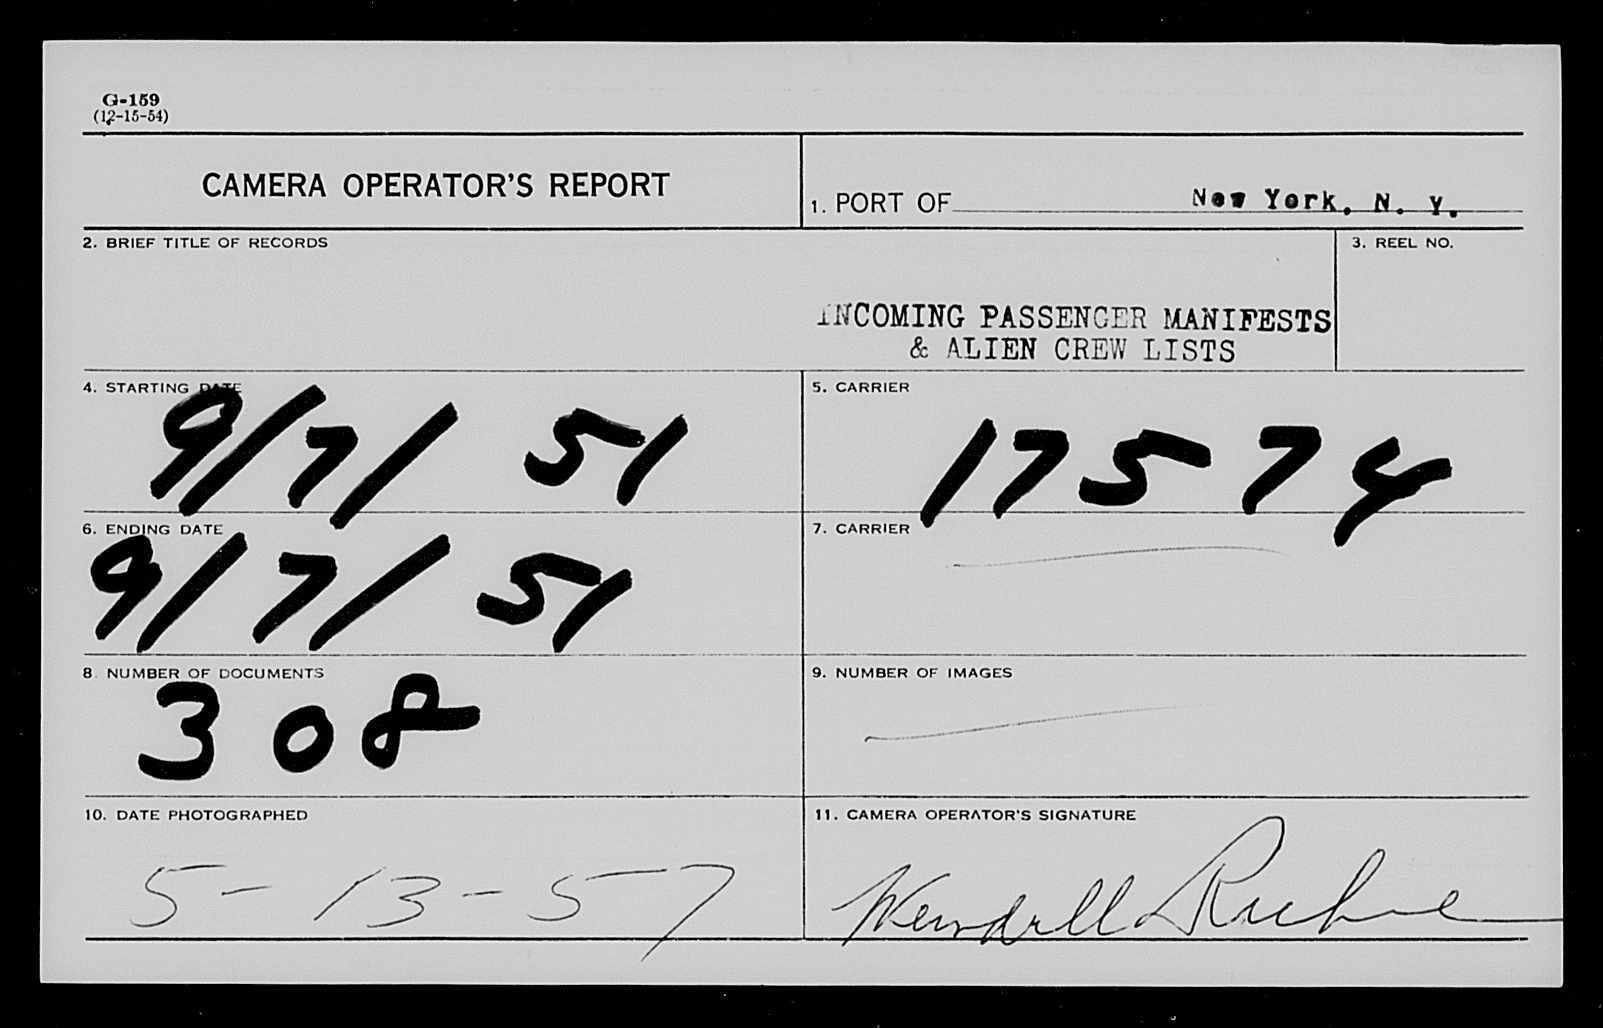 G-159
(12-15-54)
CAMERA OPERATOR'S REPORT
1. PORT OF New York, N. Y.
2. BRIEF TITLE OF RECORDS
3. REEL NO.
INCOMING PASSENGER MANIFESTS
& ALIEN CREW LISTS
4. STARTING DATE
9/7/51
5. CARRIER
17574
6. ENDING DATE
9/7/51
7. CARRIER
8. NUMBER OF DOCUMENTS
308
9. NUMBER OF IMAGES
10. DATE PHOTOGRAPHED
5-13-57
11. CAMERA OPERATOR'S SIGNATURE
Wendell